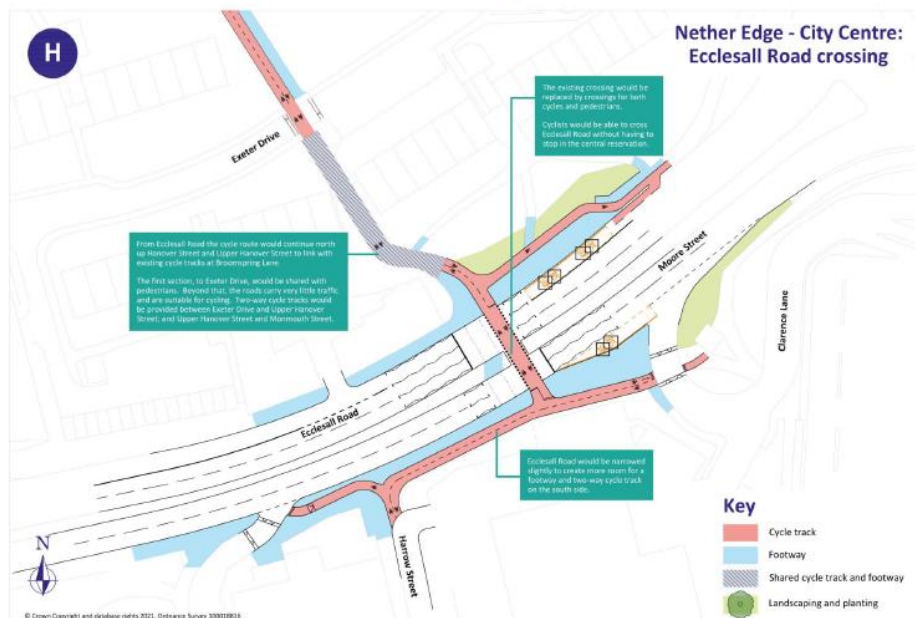 H
Nether Edge - City Centre:
Ecclesall Road crossing
The existing crossing would be
replaced by crossings for both
cycles and pedestrians.
Cyclists would be able to cross
Ecclesall Road without having to
stop in the central reservation.
Exeter Drive
From Ecclesall Road the cycle route would continue north
up Hanover Street and Upper Hanover Street to link with
existing cycle tracks at Broomspring Lane.
The first section, to Exeter Drive, would be shared with
pedestrians. Beyond that, the roads carry very little traffic
and are suitable for cycling. Two-way cycle tracks would
be provided between Exeter Drive and Upper Hanover
Street; and Upper Hanover Street and Monmouth Street.
Moore Street
Clarence Lane
Ecclesall Road
Ecclesall Road would be narrowed
slightly to create more room for a
footway and two-way cycle track
on the south side.
Harrow Street
N
Key
Cycle track
Footway
Shared cycle track and footway
Landscaping and planting
© Crown Copyright and database rights 2021, Ordnance Survey 100018816